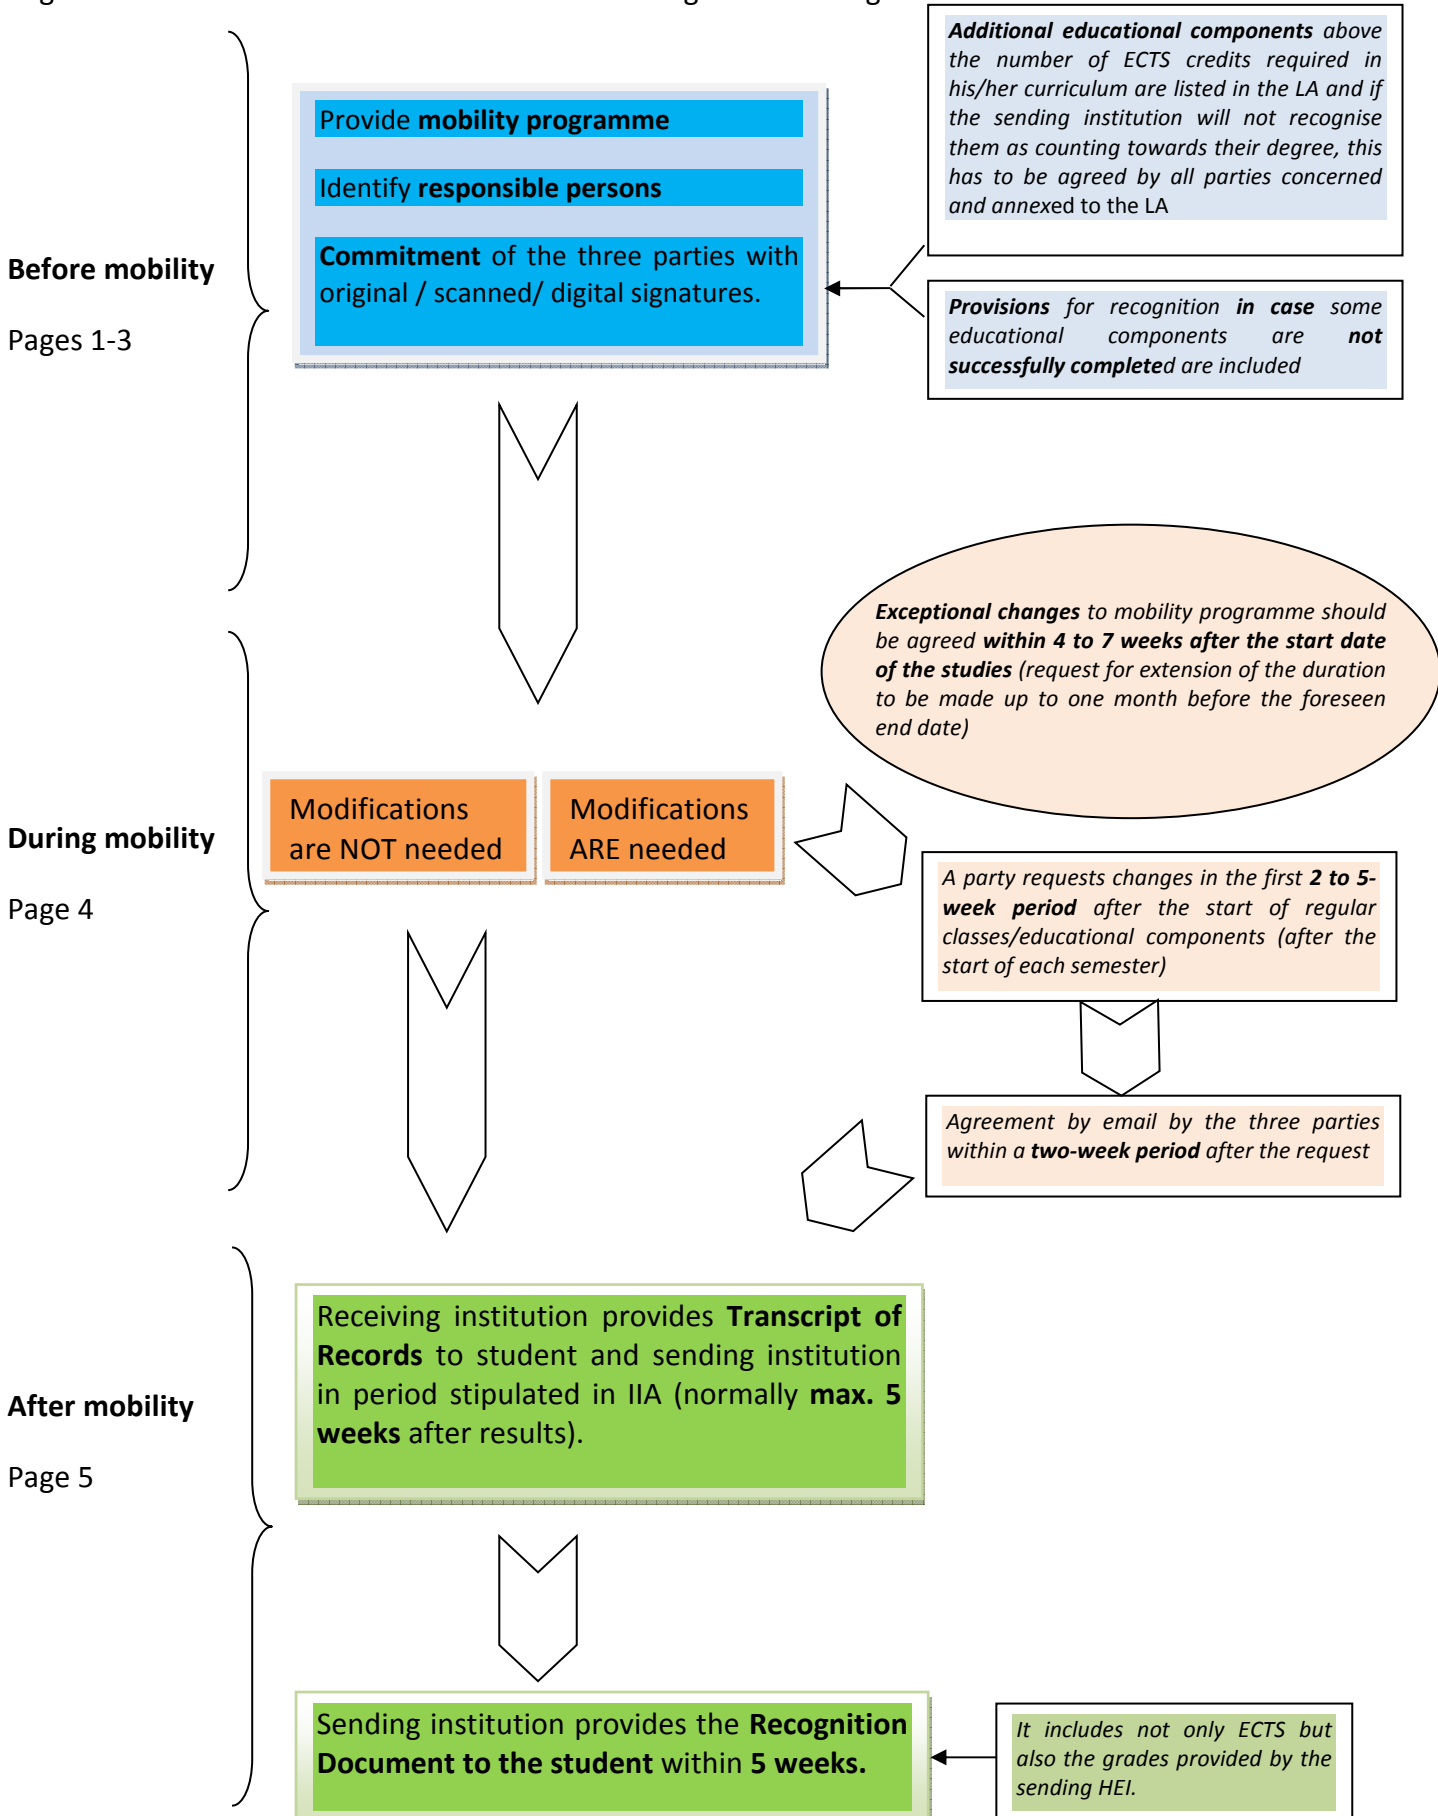 Additional educational components above
the number of ECTS credits required in
his/her curriculum are listed in the LA and if
the sending institution will not recognise
them as counting towards their degree, this
has to be agreed by all parties concerned
and annexed to the LA
Provide mobility programme
Identify responsible persons
Commitment of the three parties with
original / scanned/ digital signatures.
Before mobility
Pages 1-3
Provisions for recognition in case some
educational components are not
successfully completed are included
Exceptional changes to mobility programme should
be agreed within 4 to 7 weeks after the start date
of the studies (request for extension of the duration
to be made up to one month before the foreseen
end date)
During mobility
Page 4
Modifications
are NOT needed
Modifications
ARE needed
A party requests changes in the first 2 to 5-
week period after the start of regular
classes/educational components (after the
start of each semester)
Agreement by email by the three parties
within a two-week period after the request
After mobility
Page 5
Receiving institution provides Transcript of
Records to student and sending institution
in period stipulated in IIA (normally max. 5
weeks after results).
Sending institution provides the Recognition
Document to the student within 5 weeks.
It includes not only ECTS but
also the grades provided by the
sending HEI.